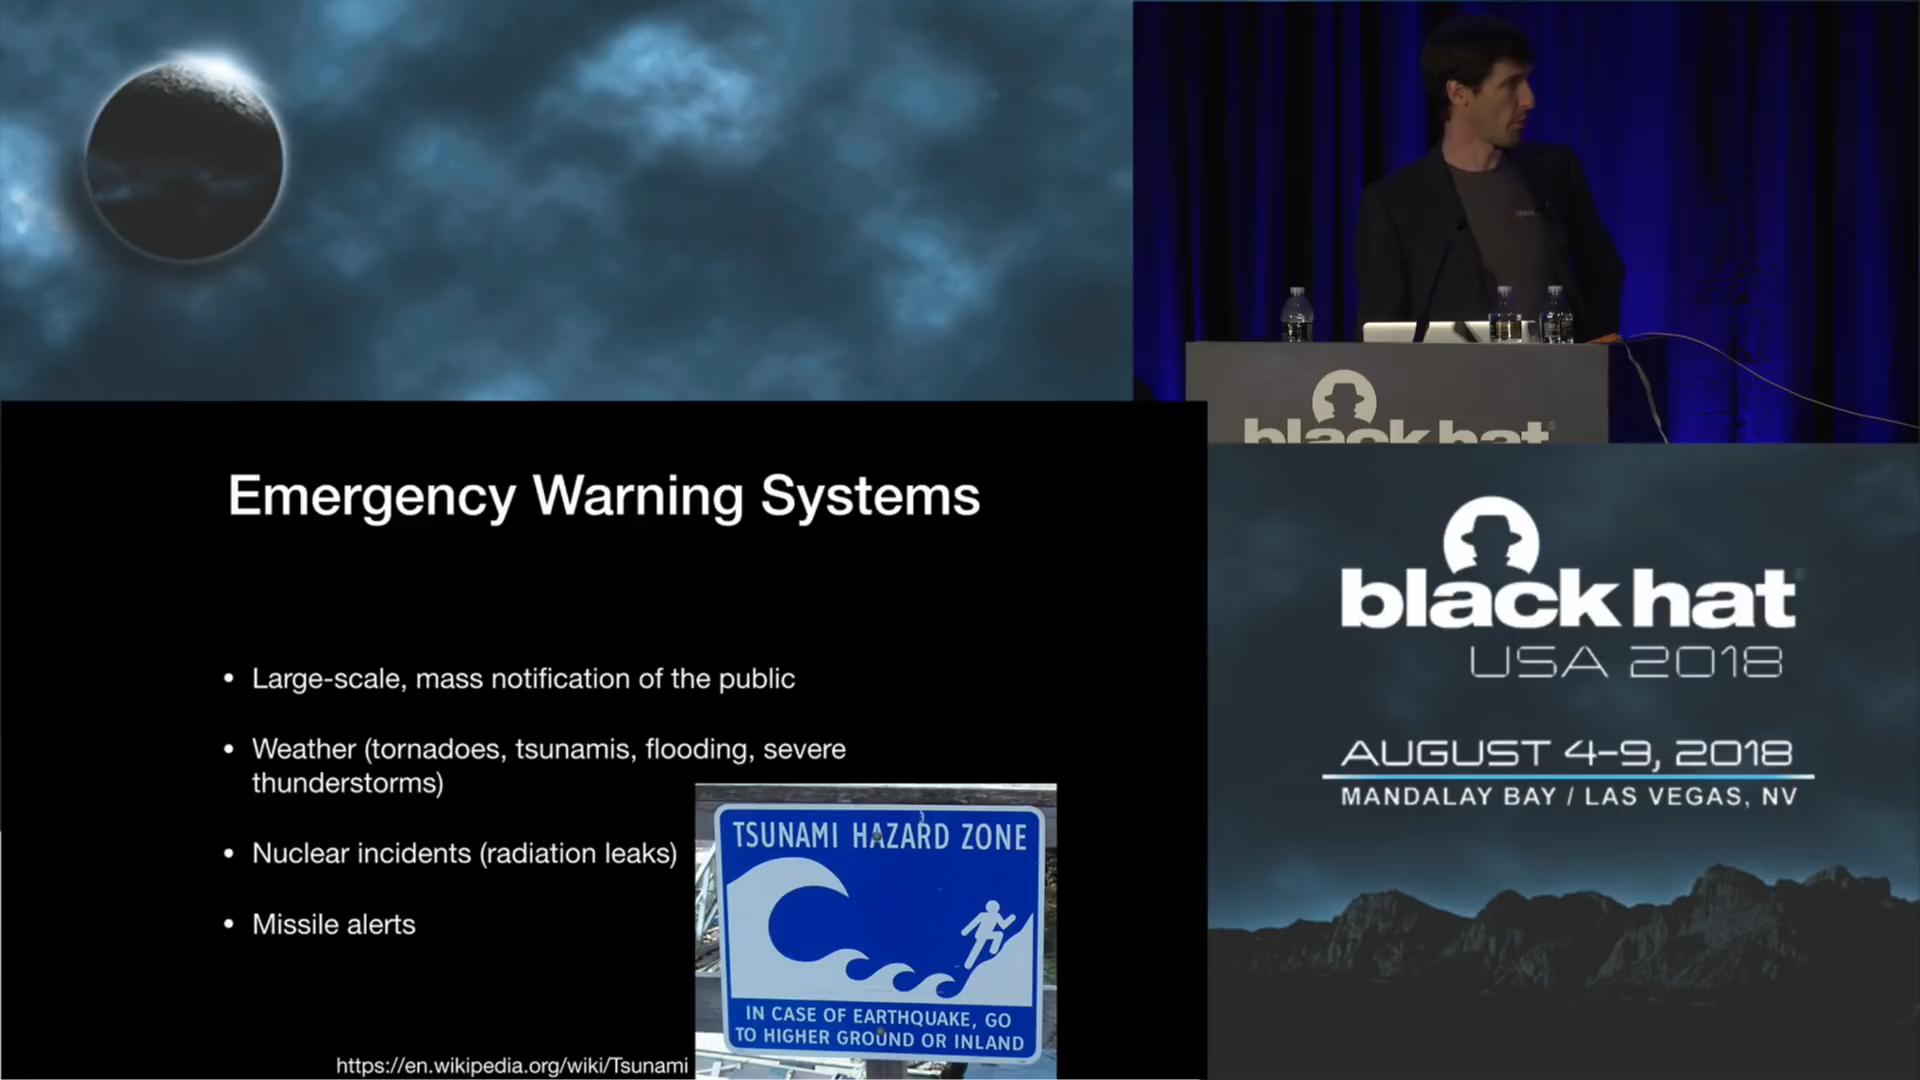 black hat
Emergency Warning Systems
• Large-scale, mass notification of the public
• Weather (tornadoes, tsunamis, flooding, severe
thunderstorms)
• Nuclear incidents (radiation leaks)
• Missile alerts
TSUNAMI HAZARD ZONE
IN CASE OF EARTHQUAKE, GO
TO HIGHER GROUND OR INLAND
https://en.wikipedia.org/wiki/Tsunami
black hat
USA 2018
AUGUST 4-9, 2018
MANDALAY BAY / LAS VEGAS, NV